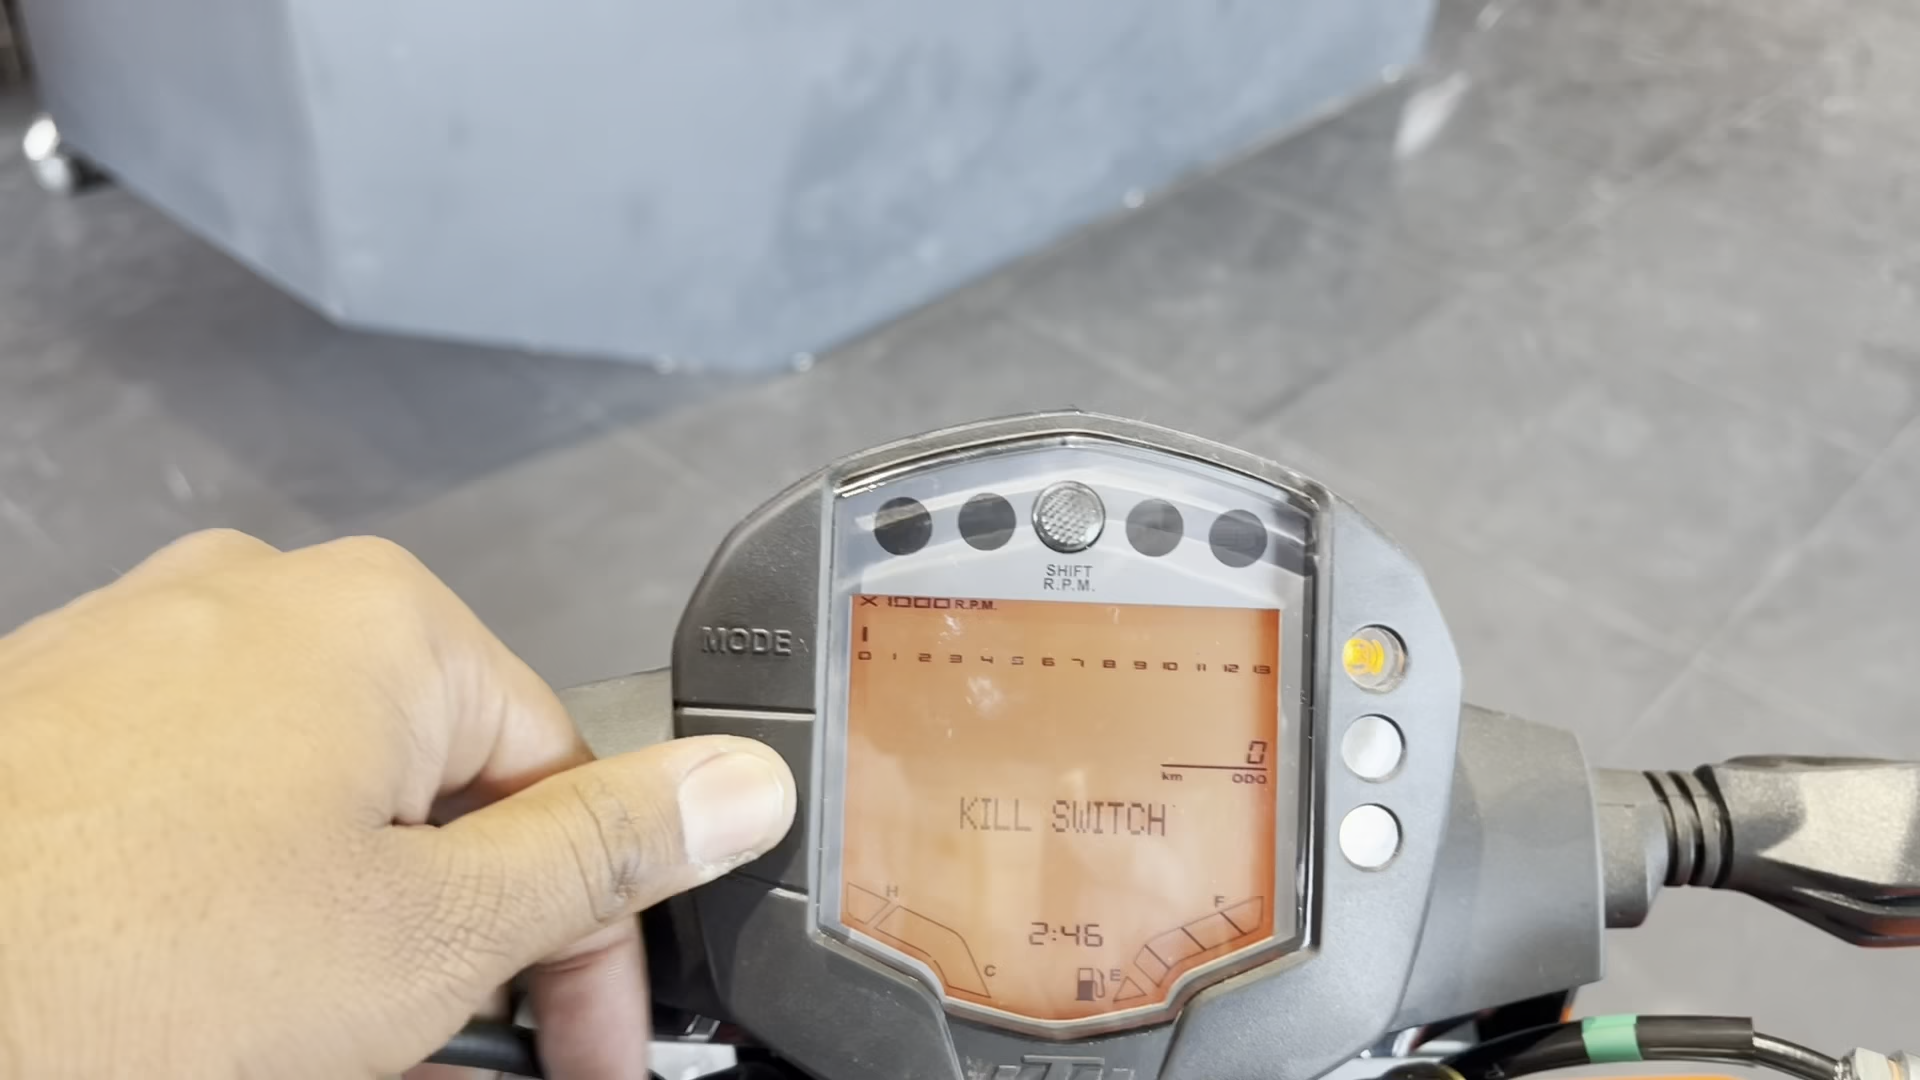 SHIFT
R.P.M.
X 1000 R.P.M.
MODE
0 1 2 3 4 5 6 7 8 9 10 11 12 13
0
km ODO
KILL SWITCH
H
F
2:46
C
E